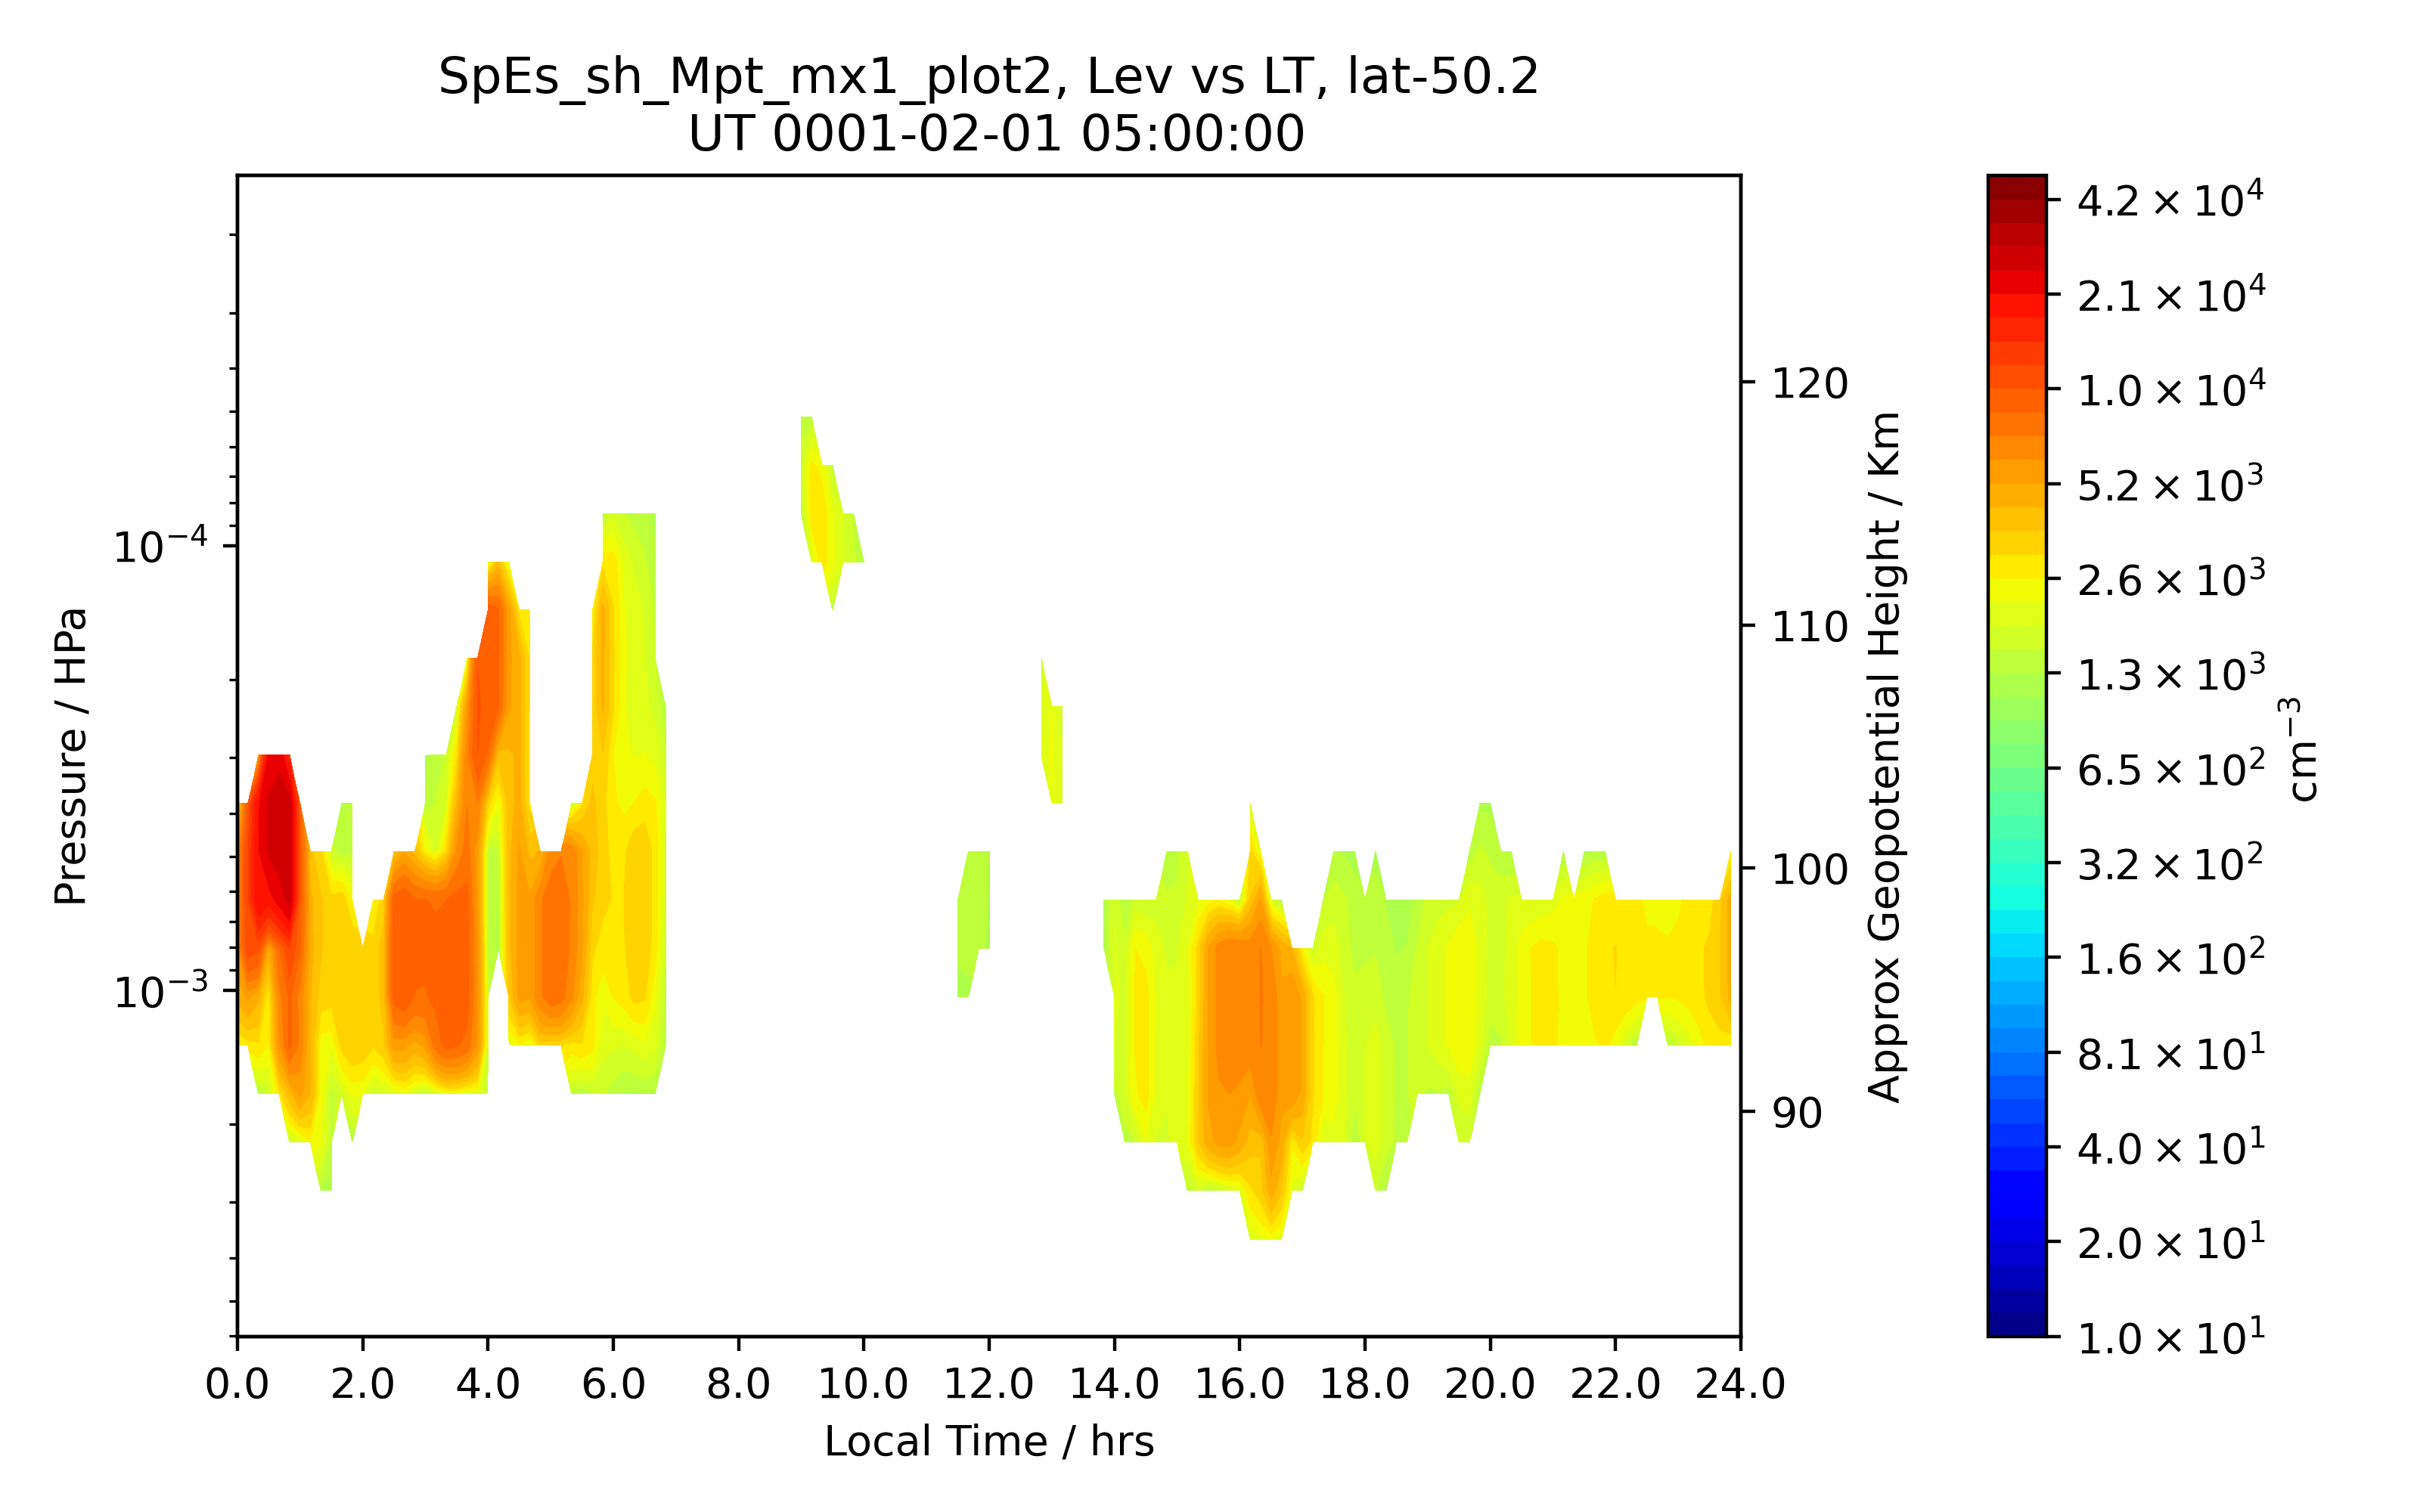 SpEs_sh_Mpt_mx1_plot2, Lev vs LT, lat-50.2
UT 0001-02-01 05:00:00
Pressure / HPa
10⁻⁴
10⁻³
0.0 2.0 4.0 6.0 8.0 10.0 12.0 14.0 16.0 18.0 20.0 22.0 24.0
Local Time / hrs
120
110
100
90
Approx Geopotential Height / Km
4.2 × 10⁴
2.1 × 10⁴
1.0 × 10⁴
5.2 × 10³
2.6 × 10³
1.3 × 10³
6.5 × 10²
3.2 × 10²
1.6 × 10²
8.1 × 10¹
4.0 × 10¹
2.0 × 10¹
1.0 × 10¹
cm⁻³